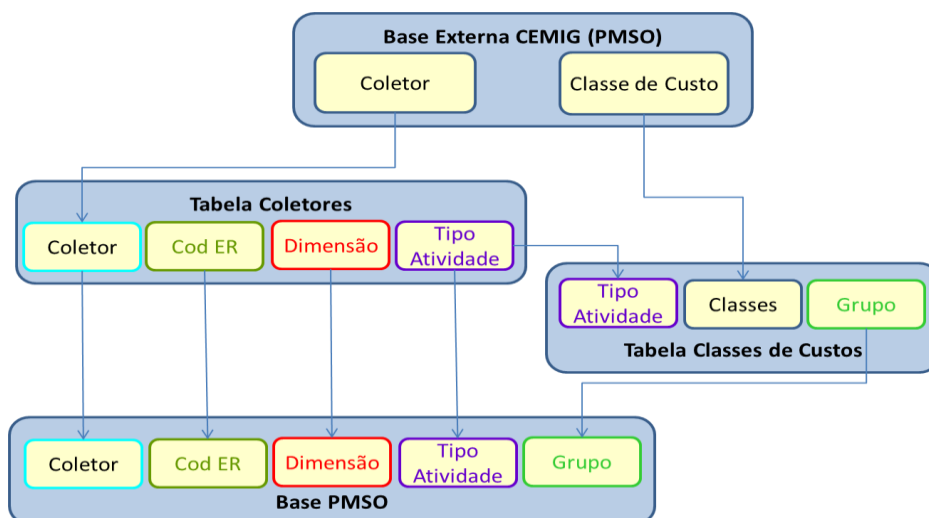 Base Externa CEMIG (PMSO)
Coletor
Classe de Custo
Tabela Coletores
Coletor
Cod ER
Dimensão
Tipo
Atividade
Tipo
Atividade
Classes
Grupo
Tabela Classes de Custos
Coletor
Cod ER
Dimensão
Tipo
Atividade
Grupo
Base PMSO